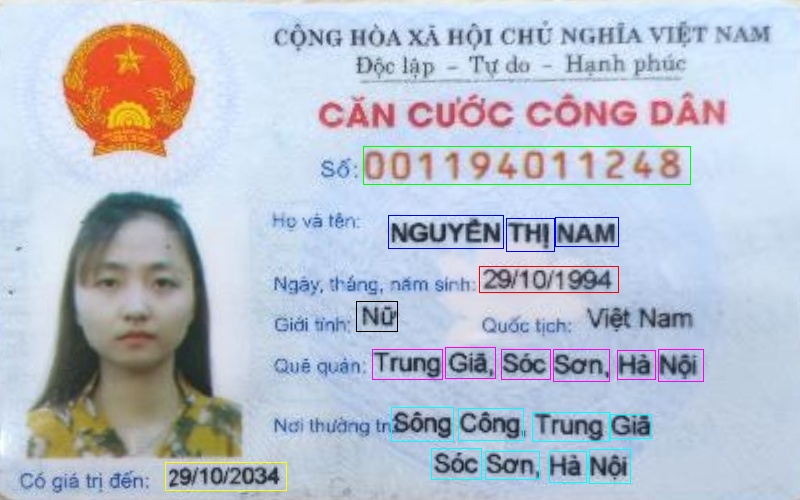 CỘNG HÒA XÃ HỘI CHỦ NGHĨA VIỆT NAM
Độc lập - Tự do - Hạnh phúc
CĂN CƯỚC CÔNG DÂN
Số: 001194011248
Họ và tên: NGUYỄN THỊ NAM
Ngày, tháng, năm sinh: 29/10/1994
Giới tính: Nữ Quốc tịch: Việt Nam
Quê quán: Trung Giã, Sóc Sơn, Hà Nội
Nơi thường trú: Sông Công, Trung Giã
Sóc Sơn, Hà Nội
Có giá trị đến: 29/10/2034